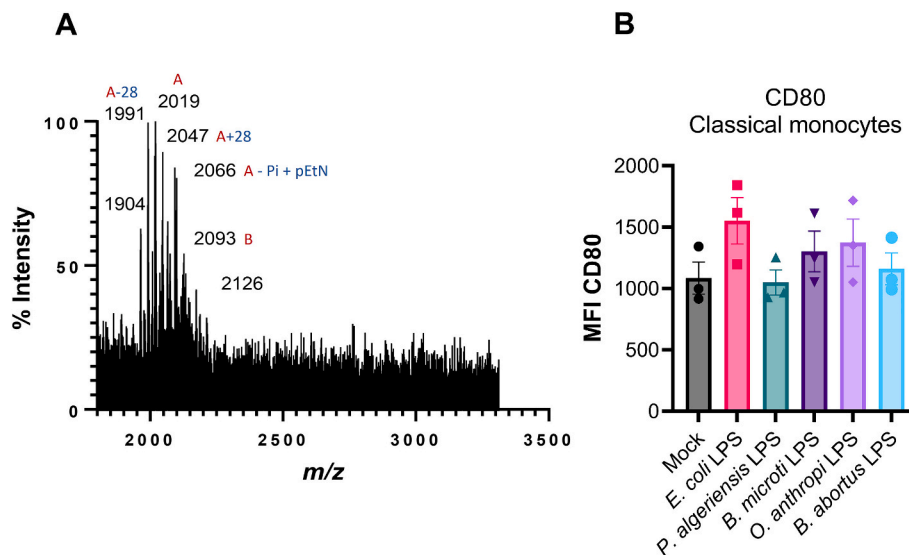 A
A-28
1991
A
2019
2047 A+28
2066 A - Pi + pEtN
1904
2093 B
2126
100
50
0
% Intensity
2000
2500
3000
3500
m/z
B
CD80
Classical monocytes
2000
1500
1000
500
0
MFI CD80
Mock
E. coli LPS
P. algeriensis LPS
B. microti LPS
O. anthropi LPS
B. abortus LPS